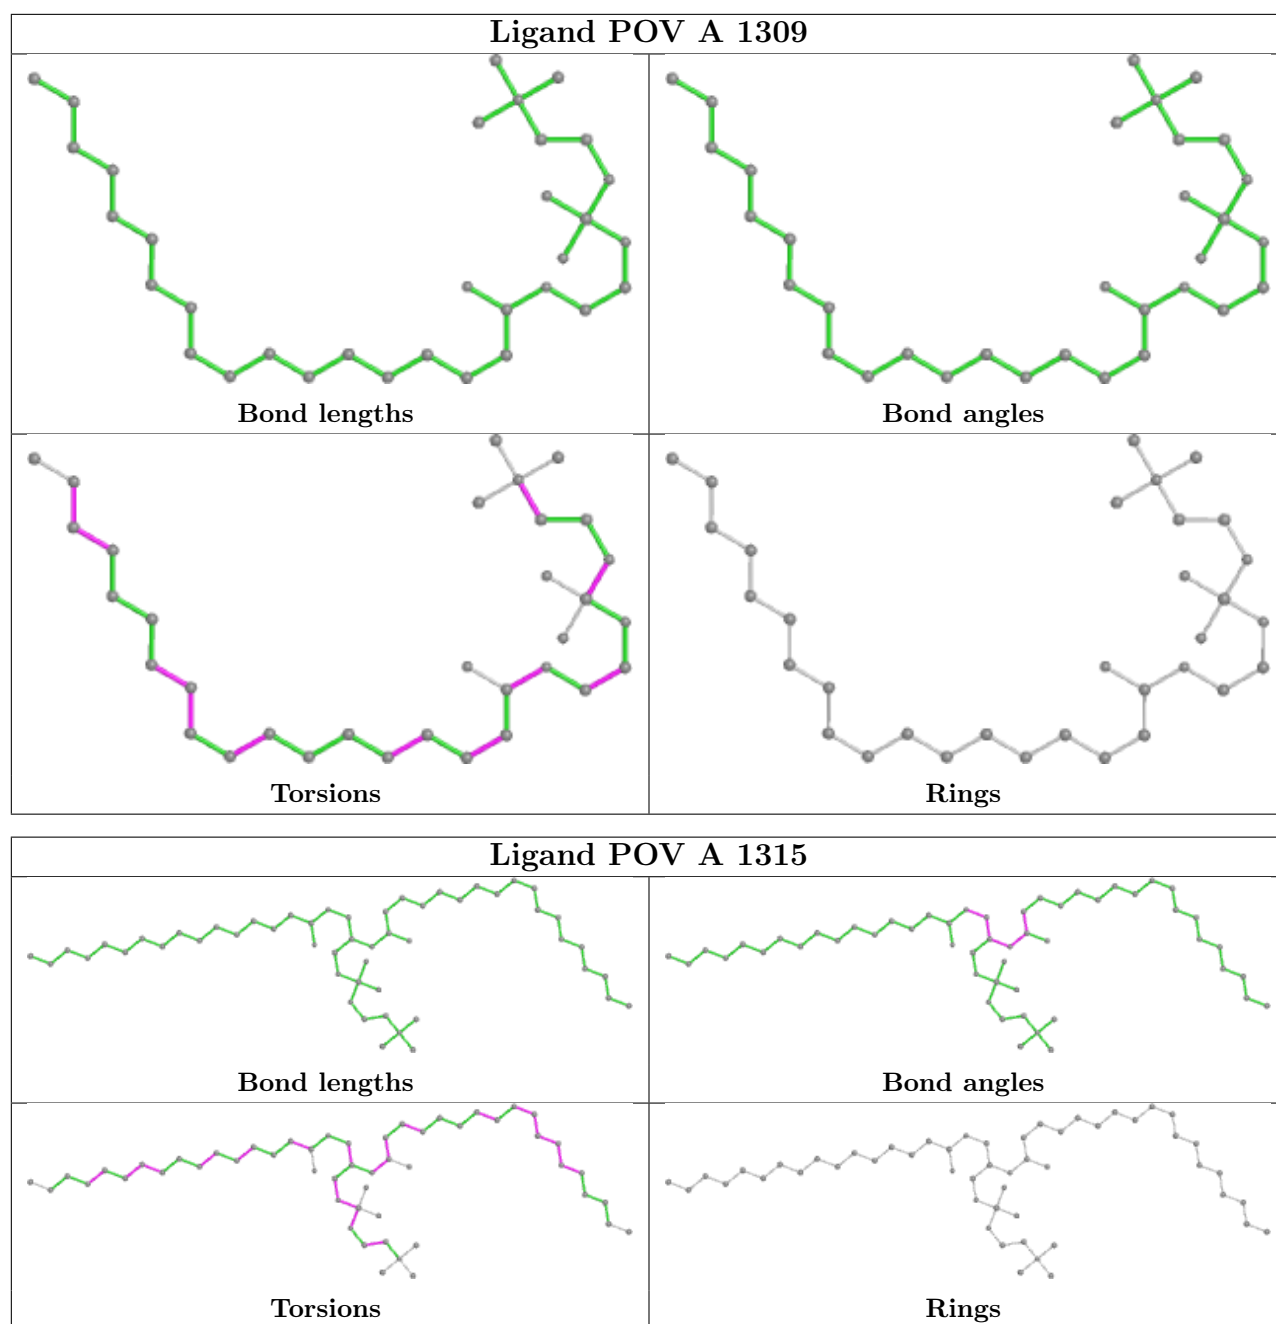 Ligand POV A 1309
Bond lengths
Bond angles
Torsions
Rings
Ligand POV A 1315
Bond lengths
Bond angles
Torsions
Rings